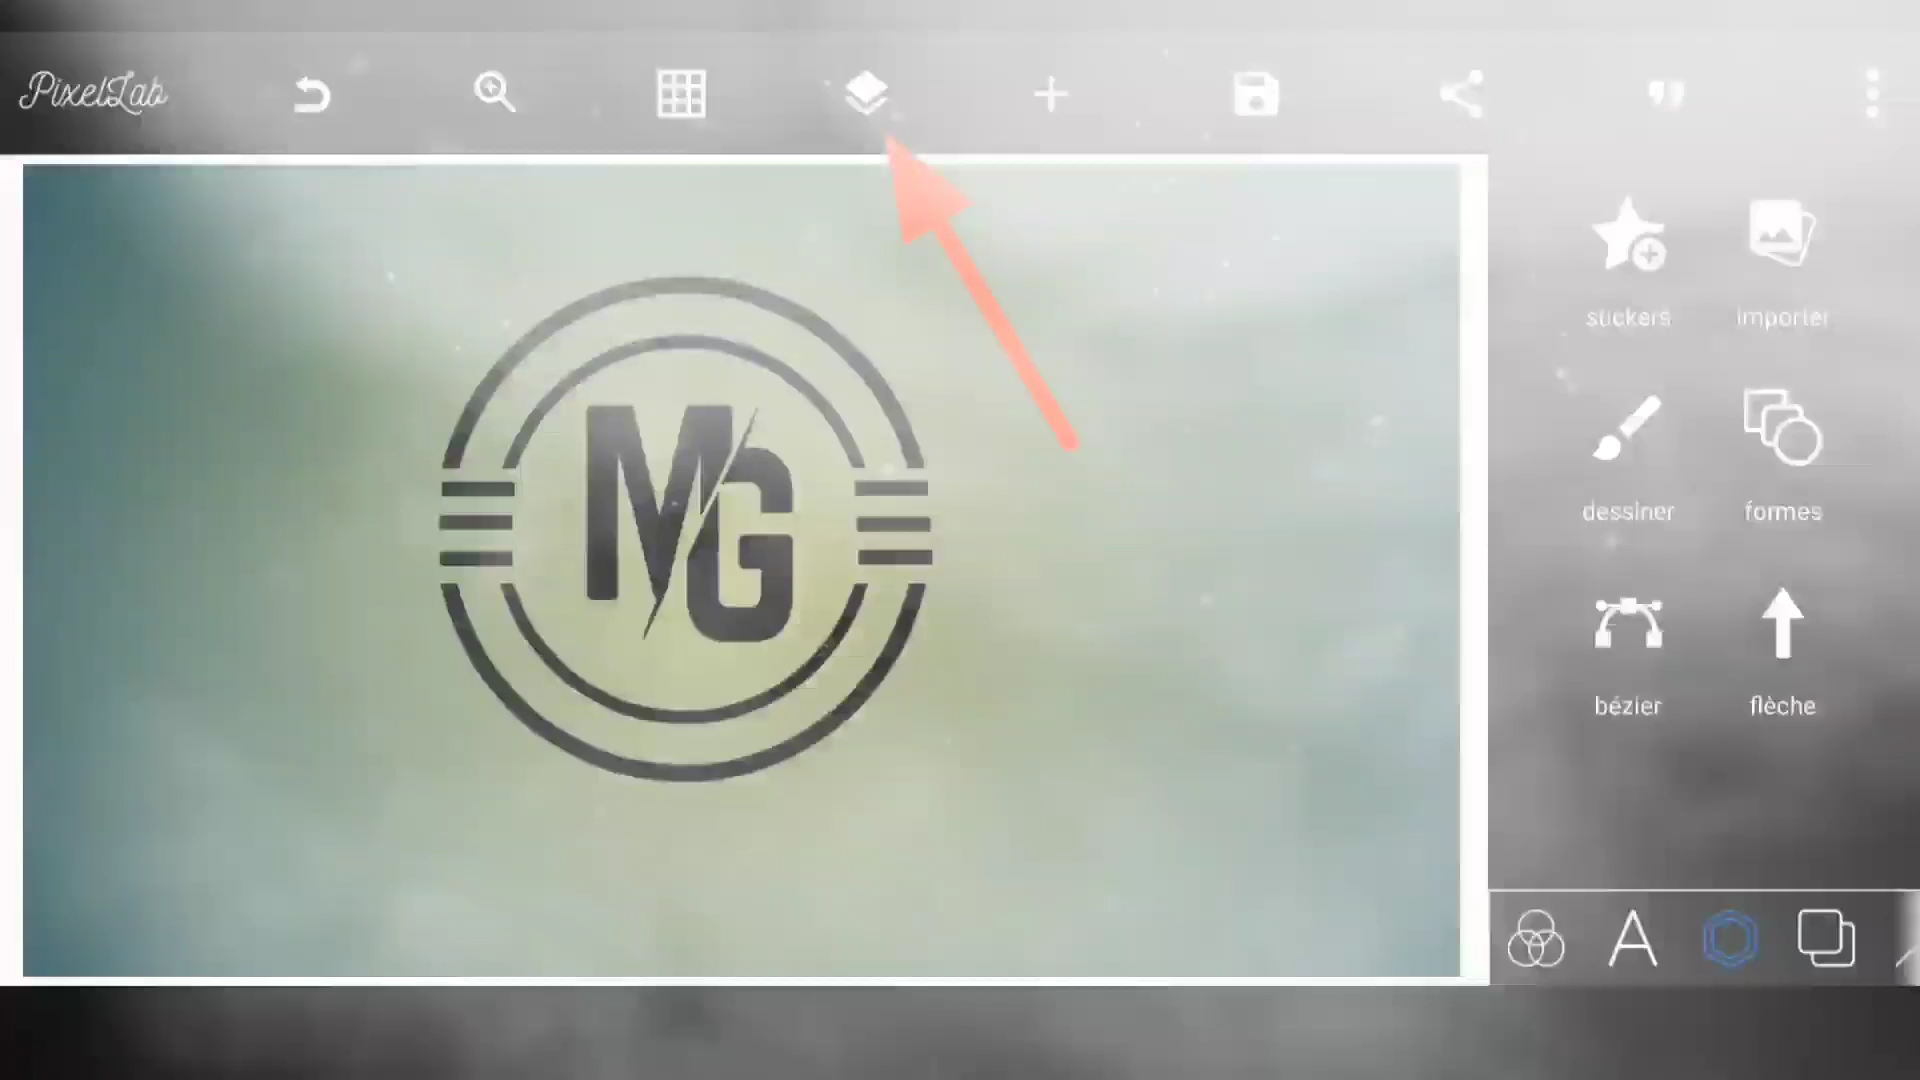 PixelLab
stickers importer
MG
dessiner formes
bézier flèche
A